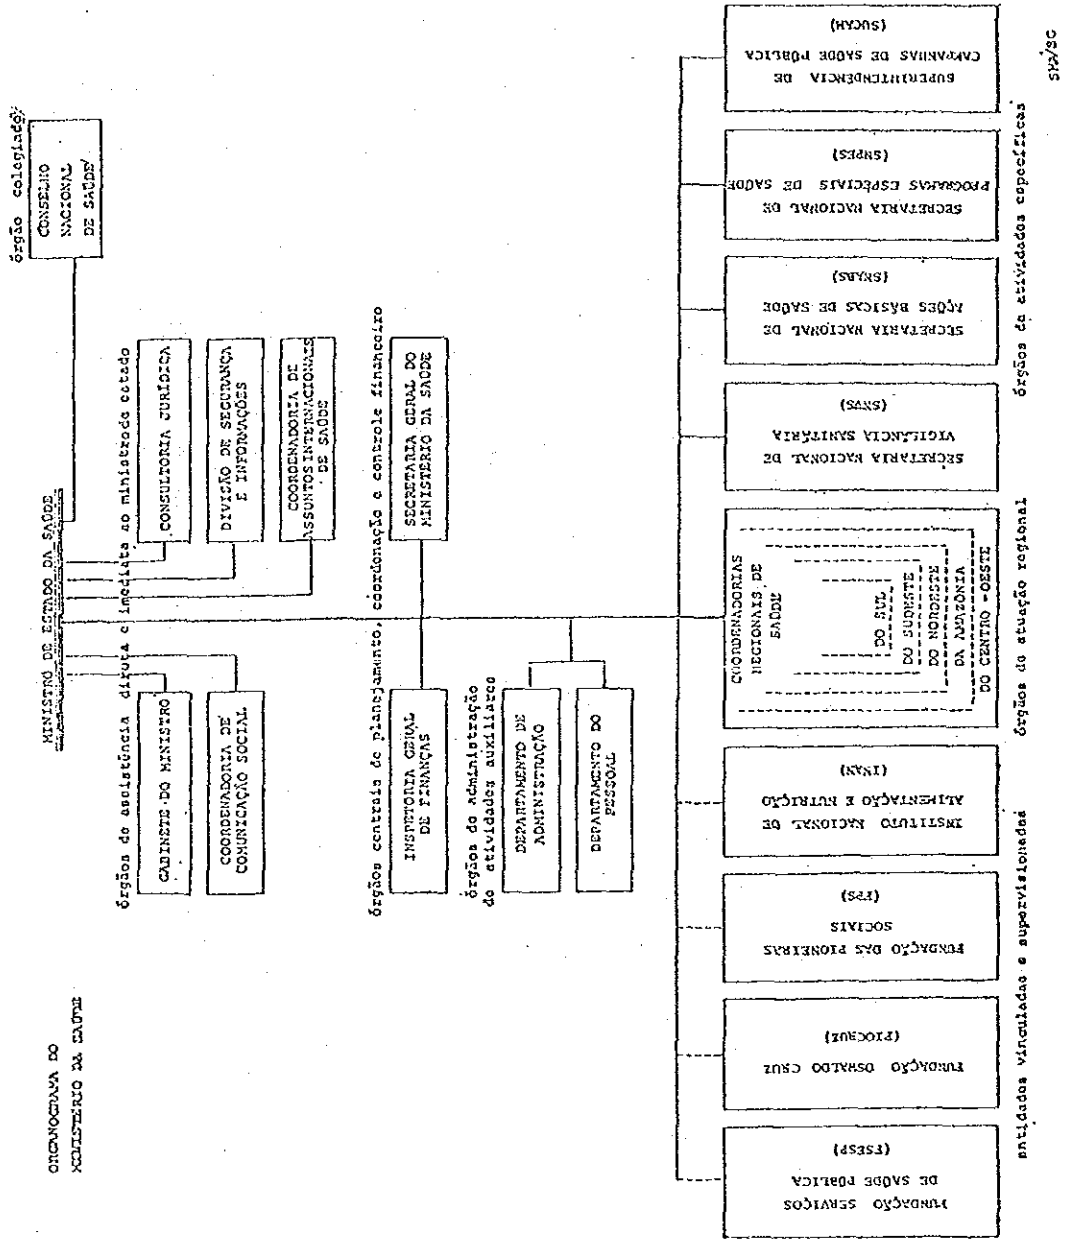 ORGANOGRAMA DO
MINISTÉRIO DA SAÚDE
MINISTRO DE ESTADO DA SAÚDE
órgão colegiado
CONSELHO
NACIONAL
DE SAÚDE
órgãos de assistência direta e imediata ao ministro de estado
GABINETE DO MINISTRO
COORDENADORIA DE
COMUNICAÇÃO SOCIAL
CONSULTORIA JURÍDICA
DIVISÃO DE SEGURANÇA
E INFORMAÇÕES
COORDENADORIA DE
ASSUNTOS INTERNACIONAIS
DE SAÚDE
órgãos centrais de planejamento, coordenação e controle financeiro
INSPETORIA GERAL
DE FINANÇAS
SECRETARIA GERAL DO
MINISTÉRIO DA SAÚDE
órgãos de administração
de atividades auxiliares
DEPARTAMENTO DE
ADMINISTRAÇÃO
DEPARTAMENTO DO
PESSOAL
FUNDAÇÃO SERVIÇOS
DE SAÚDE PÚBLICA
(FSESP)
FUNDAÇÃO OSWALDO CRUZ
(FIOCRUZ)
FUNDAÇÃO DAS PIONEIRAS
SOCIAIS
(FPS)
INSTITUTO NACIONAL DE
ALIMENTAÇÃO E NUTRIÇÃO
(INAN)
entidades vinculadas e supervisionadas
COORDENADORIAS
REGIONAIS DE
SAÚDE
DO SUL
DO SUDESTE
DO NORDESTE
DA AMAZÔNIA
DO CENTRO-OESTE
órgãos de atuação regional
SECRETARIA NACIONAL DE
VIGILÂNCIA SANITÁRIA
(SNVS)
SECRETARIA NACIONAL DE
AÇÕES BÁSICAS DE SAÚDE
(SNABS)
SECRETARIA NACIONAL DE
PROGRAMAS ESPECIAIS DE SAÚDE
(SNPES)
SUPERINTENDÊNCIA DE
CAMPANHAS DE SAÚDE PÚBLICA
(SUCAM)
órgãos de atividades específicas